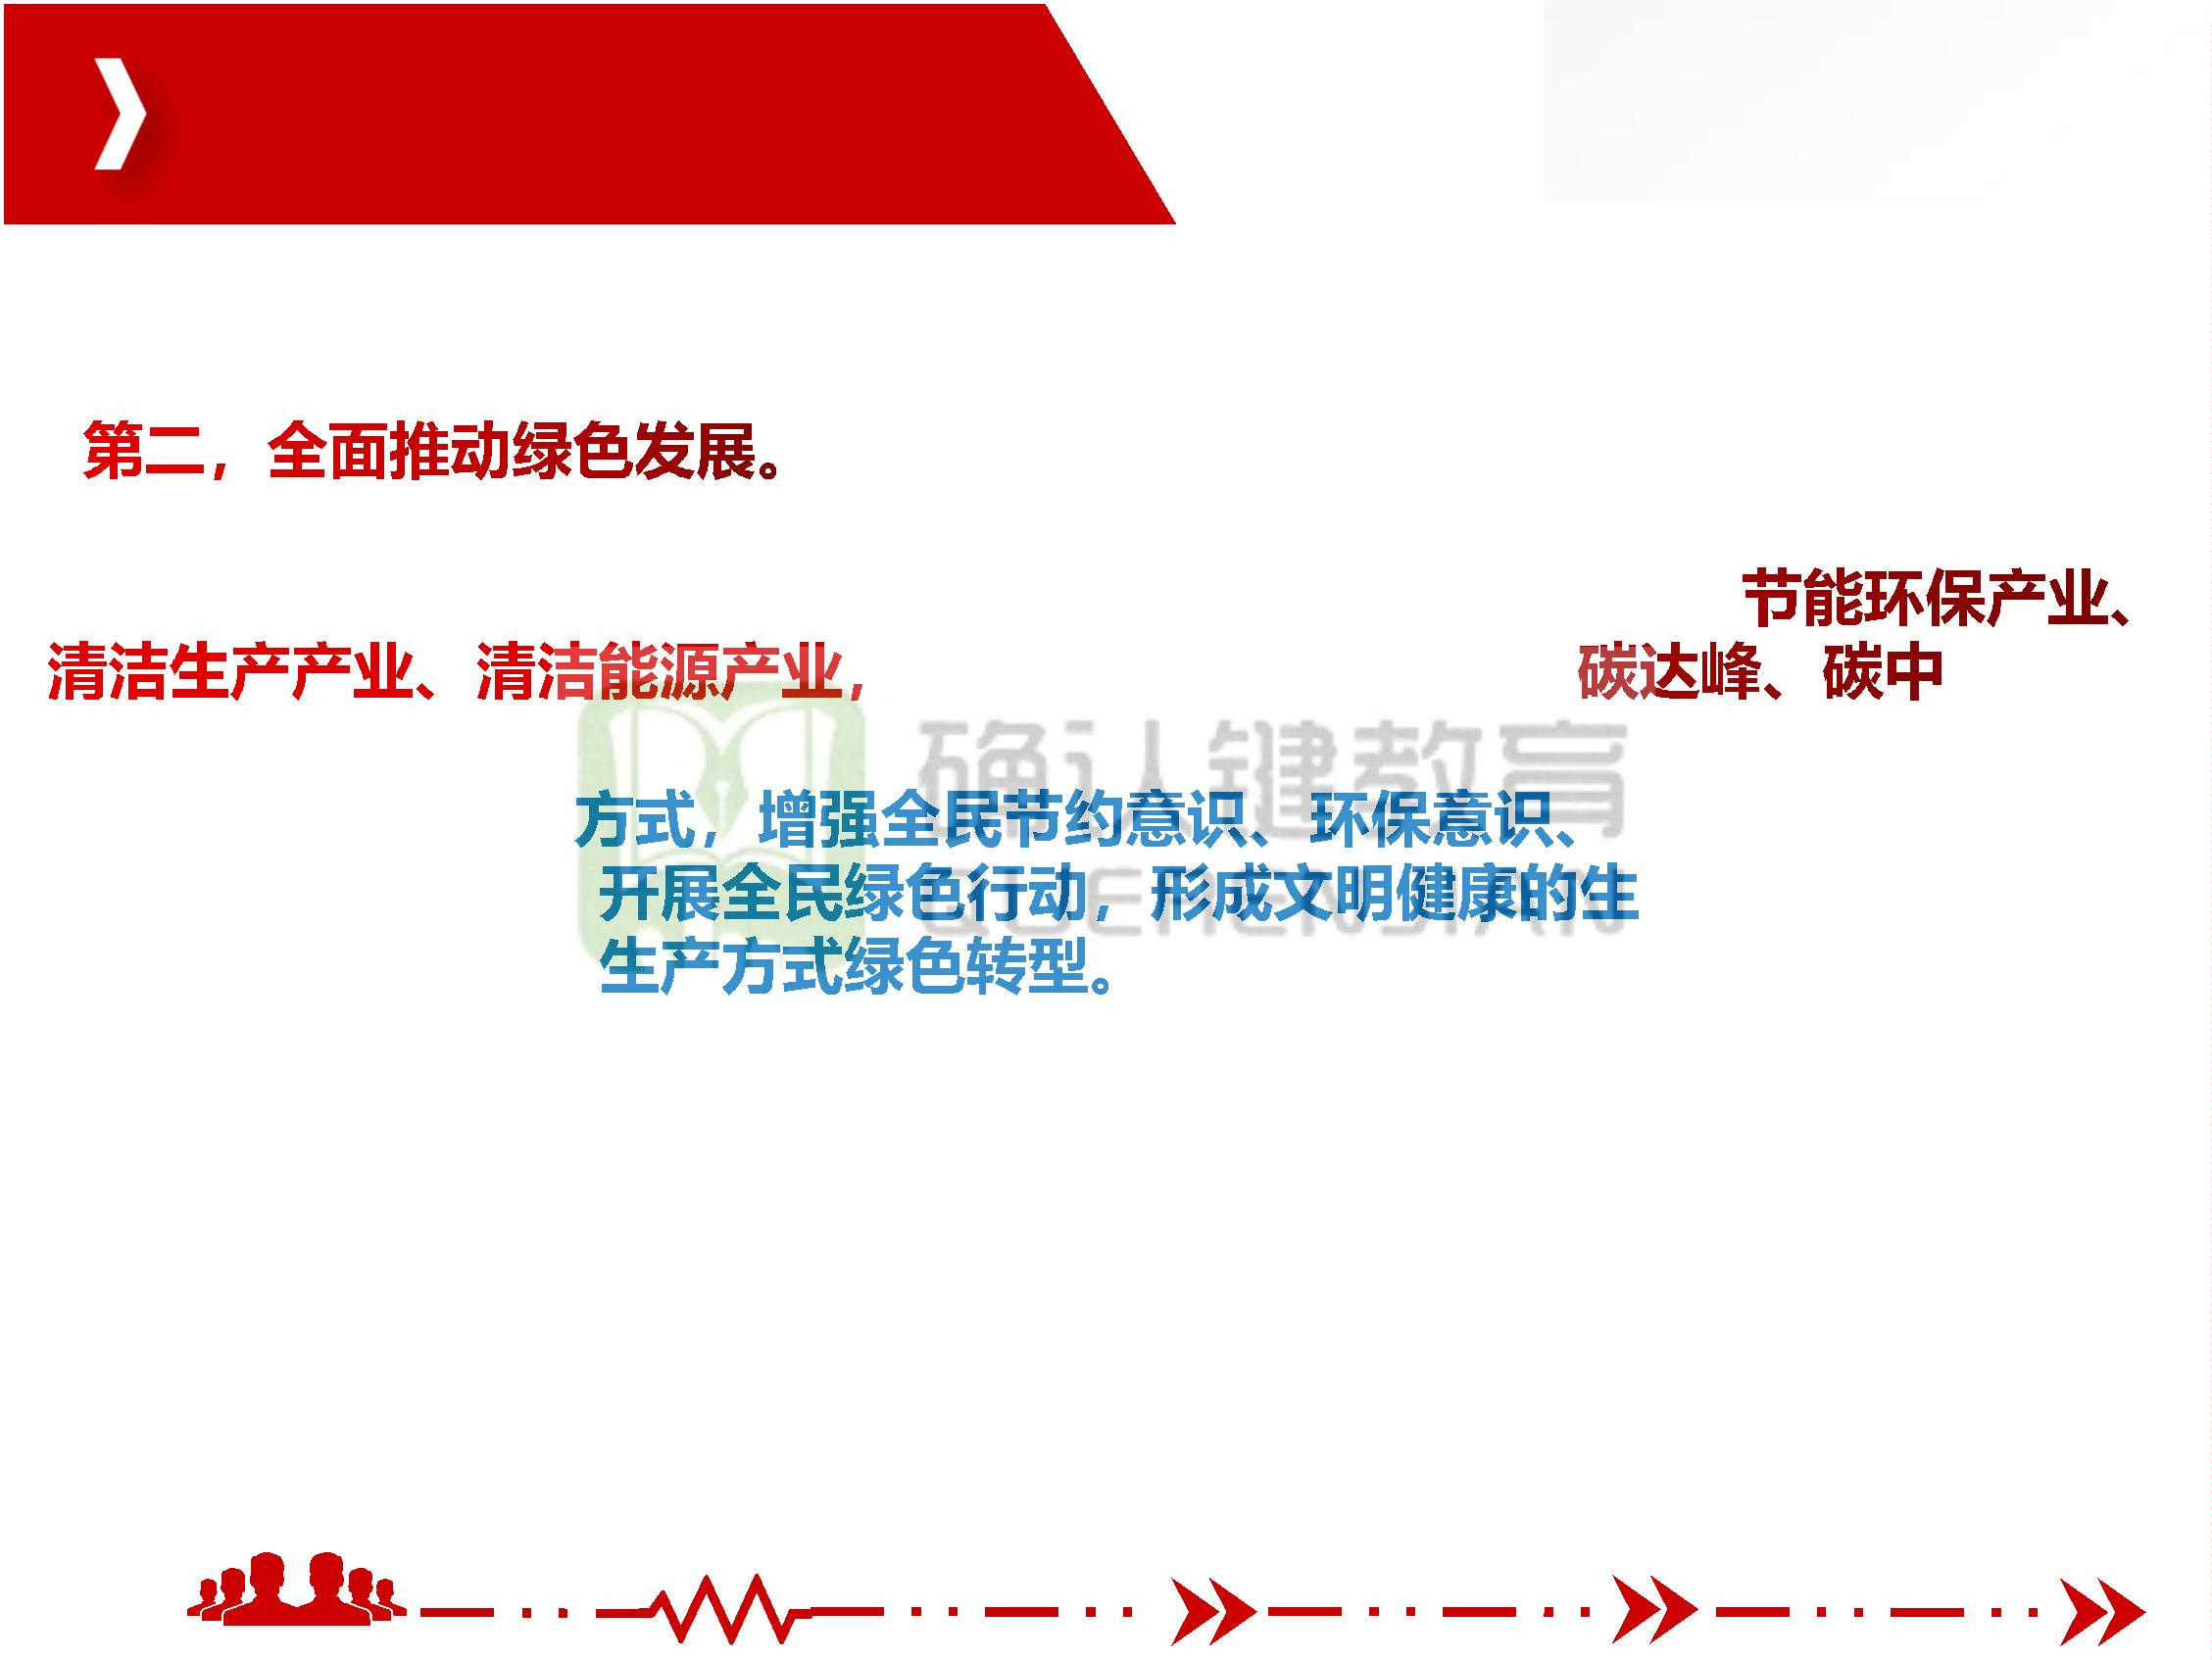 第二，全面推动绿色发展。
节能环保产业、
清洁生产产业、清洁能源产业， 碳达峰、碳中
确认键教育
方式，增强全民节约意识、环保意识、
QUERENJIAN
开展全民绿色行动，形成文明健康的生
生产方式绿色转型。